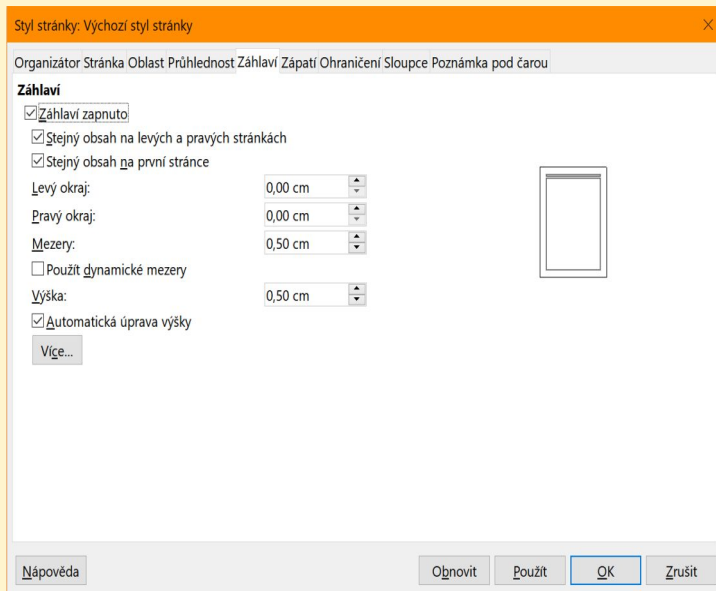 Styl stránky: Výchozí styl stránky
Organizátor Stránka Oblast Průhlednost Záhlaví Zápatí Ohraničení Sloupce Poznámka pod čarou
Záhlaví
Záhlaví zapnuto
Stejný obsah na levých a pravých stránkách
Stejný obsah na první stránce
Levý okraj: 0,00 cm
Pravý okraj: 0,00 cm
Mezery: 0,50 cm
Použít dynamické mezery
Výška: 0,50 cm
Automatická úprava výšky
Více...
Nápověda Obnovit Použít OK Zrušit